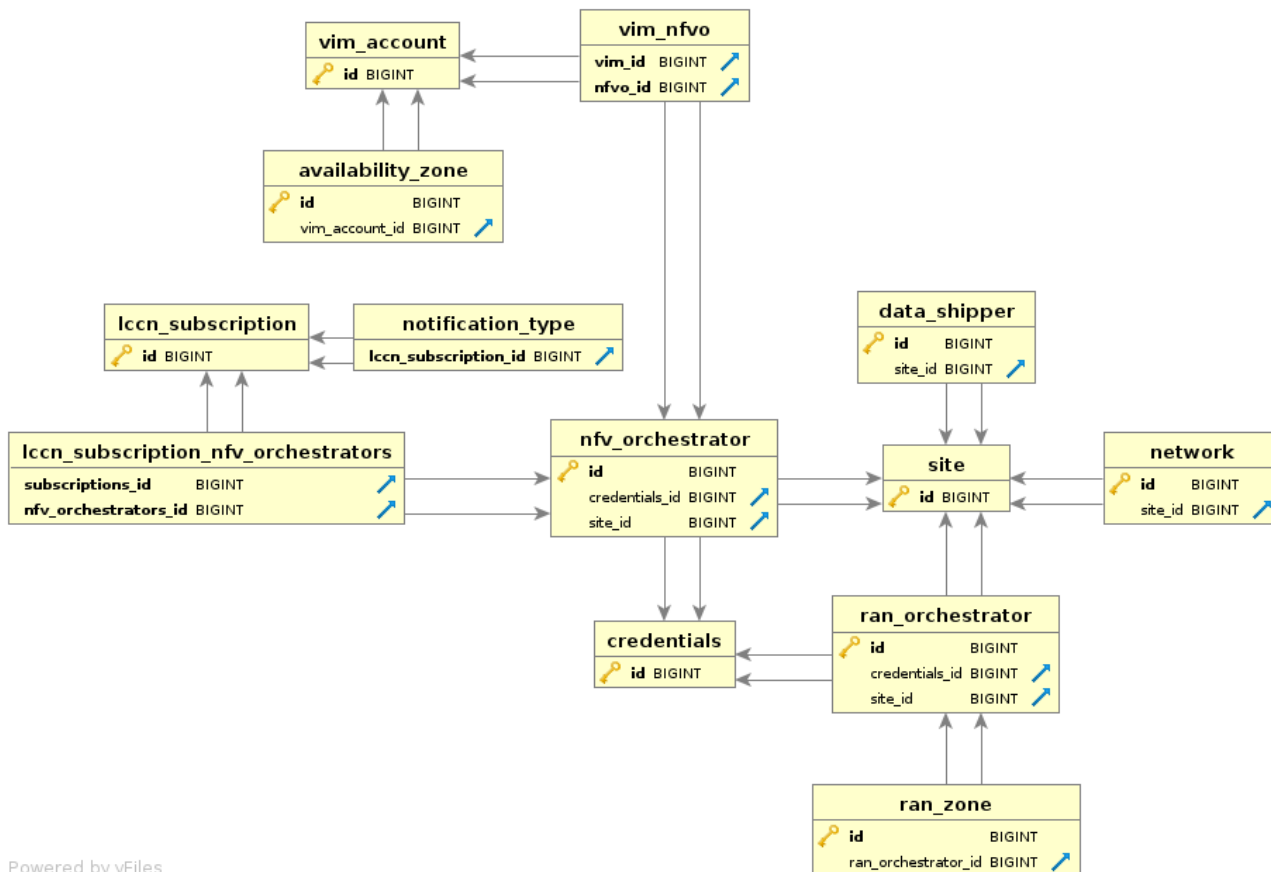 vim_account
id BIGINT
vim_nfvo
vim_id BIGINT
nfvo_id BIGINT
availability_zone
id BIGINT
vim_account_id BIGINT
lccn_subscription
id BIGINT
notification_type
lccn_subscription_id BIGINT
data_shipper
id BIGINT
site_id BIGINT
lccn_subscription_nfv_orchestrators
subscriptions_id BIGINT
nfv_orchestrators_id BIGINT
nfv_orchestrator
id BIGINT
credentials_id BIGINT
site_id BIGINT
site
id BIGINT
network
id BIGINT
site_id BIGINT
credentials
id BIGINT
ran_orchestrator
id BIGINT
credentials_id BIGINT
site_id BIGINT
ran_zone
id BIGINT
ran_orchestrator_id BIGINT
Powered by yFiles